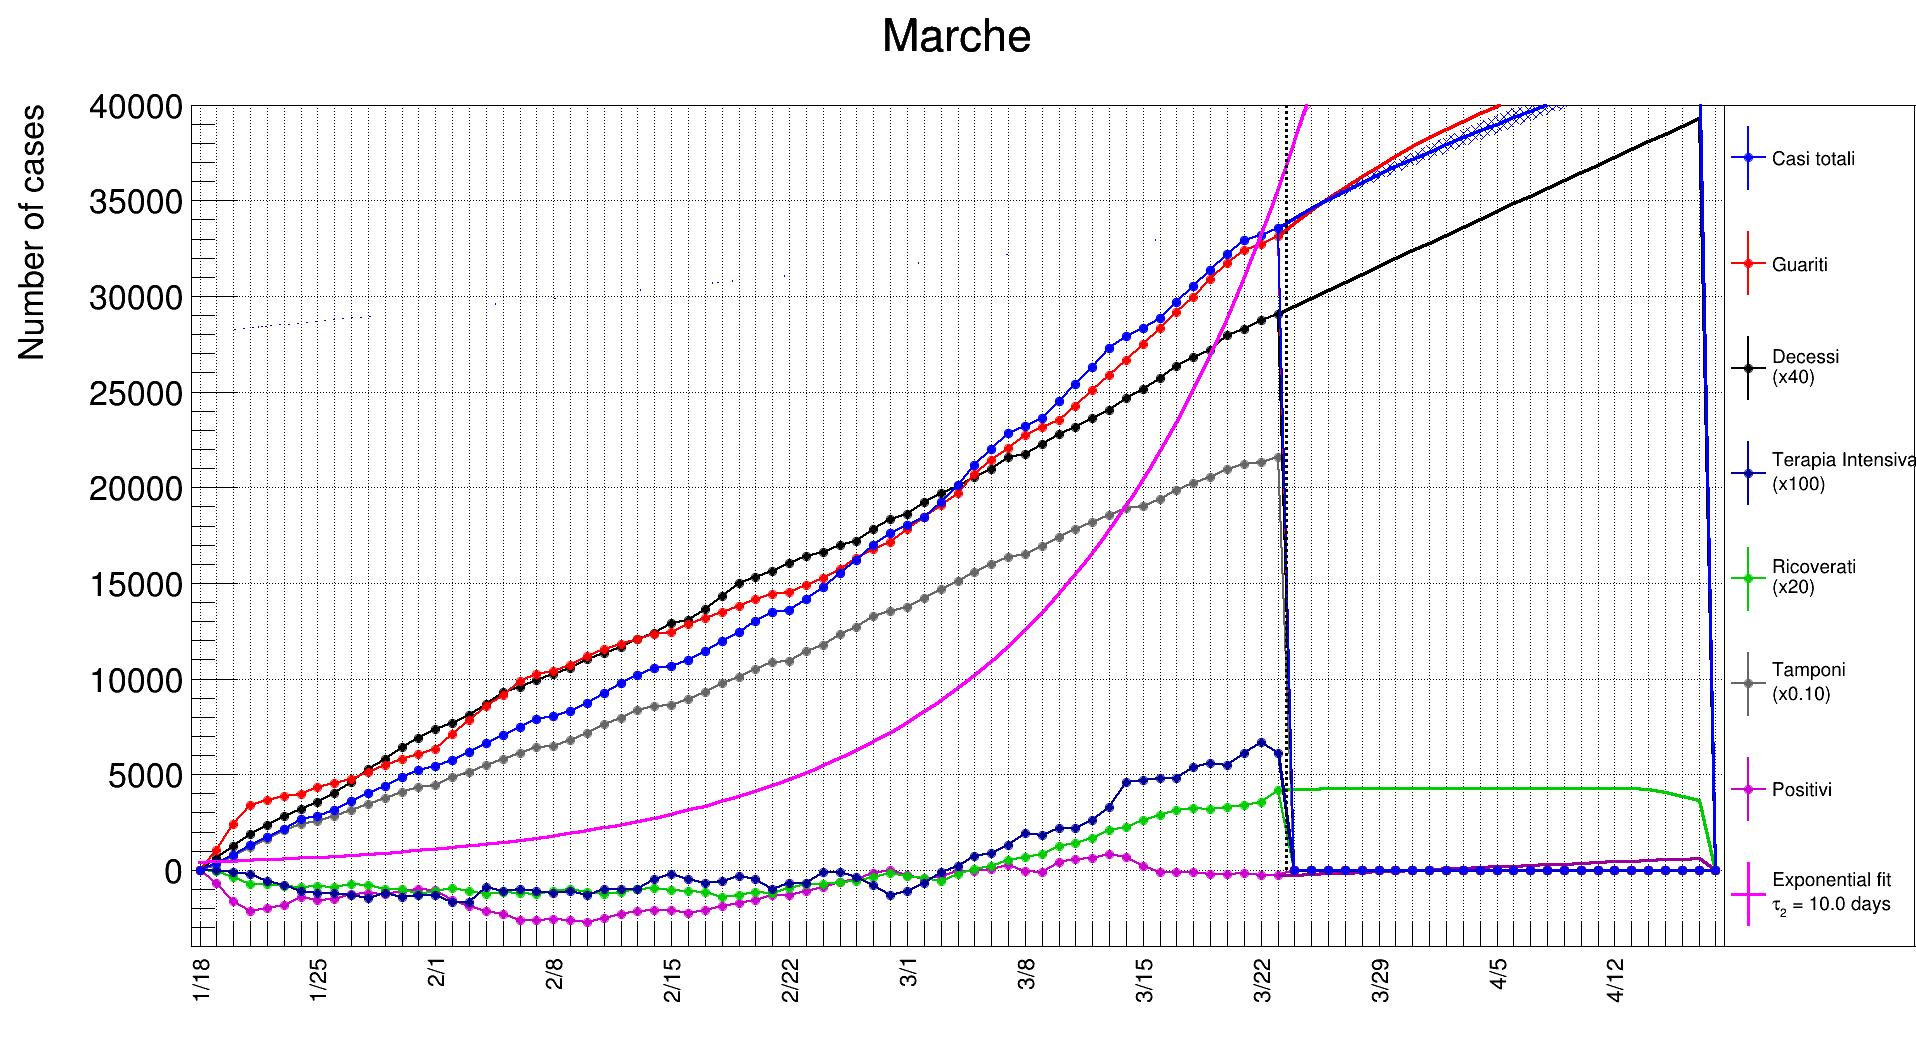 Marche
Number of cases
40000
35000
30000
25000
20000
15000
10000
5000
0
1/18
1/25
2/1
2/8
2/15
2/22
3/1
3/8
3/15
3/22
3/29
4/5
4/12
Casi totali
Guariti
Decessi
(x40)
Terapia Intensiva
(x100)
Ricoverati
(x20)
Tamponi
(x0.10)
Positivi
Exponential fit
τ2 = 10.0 days